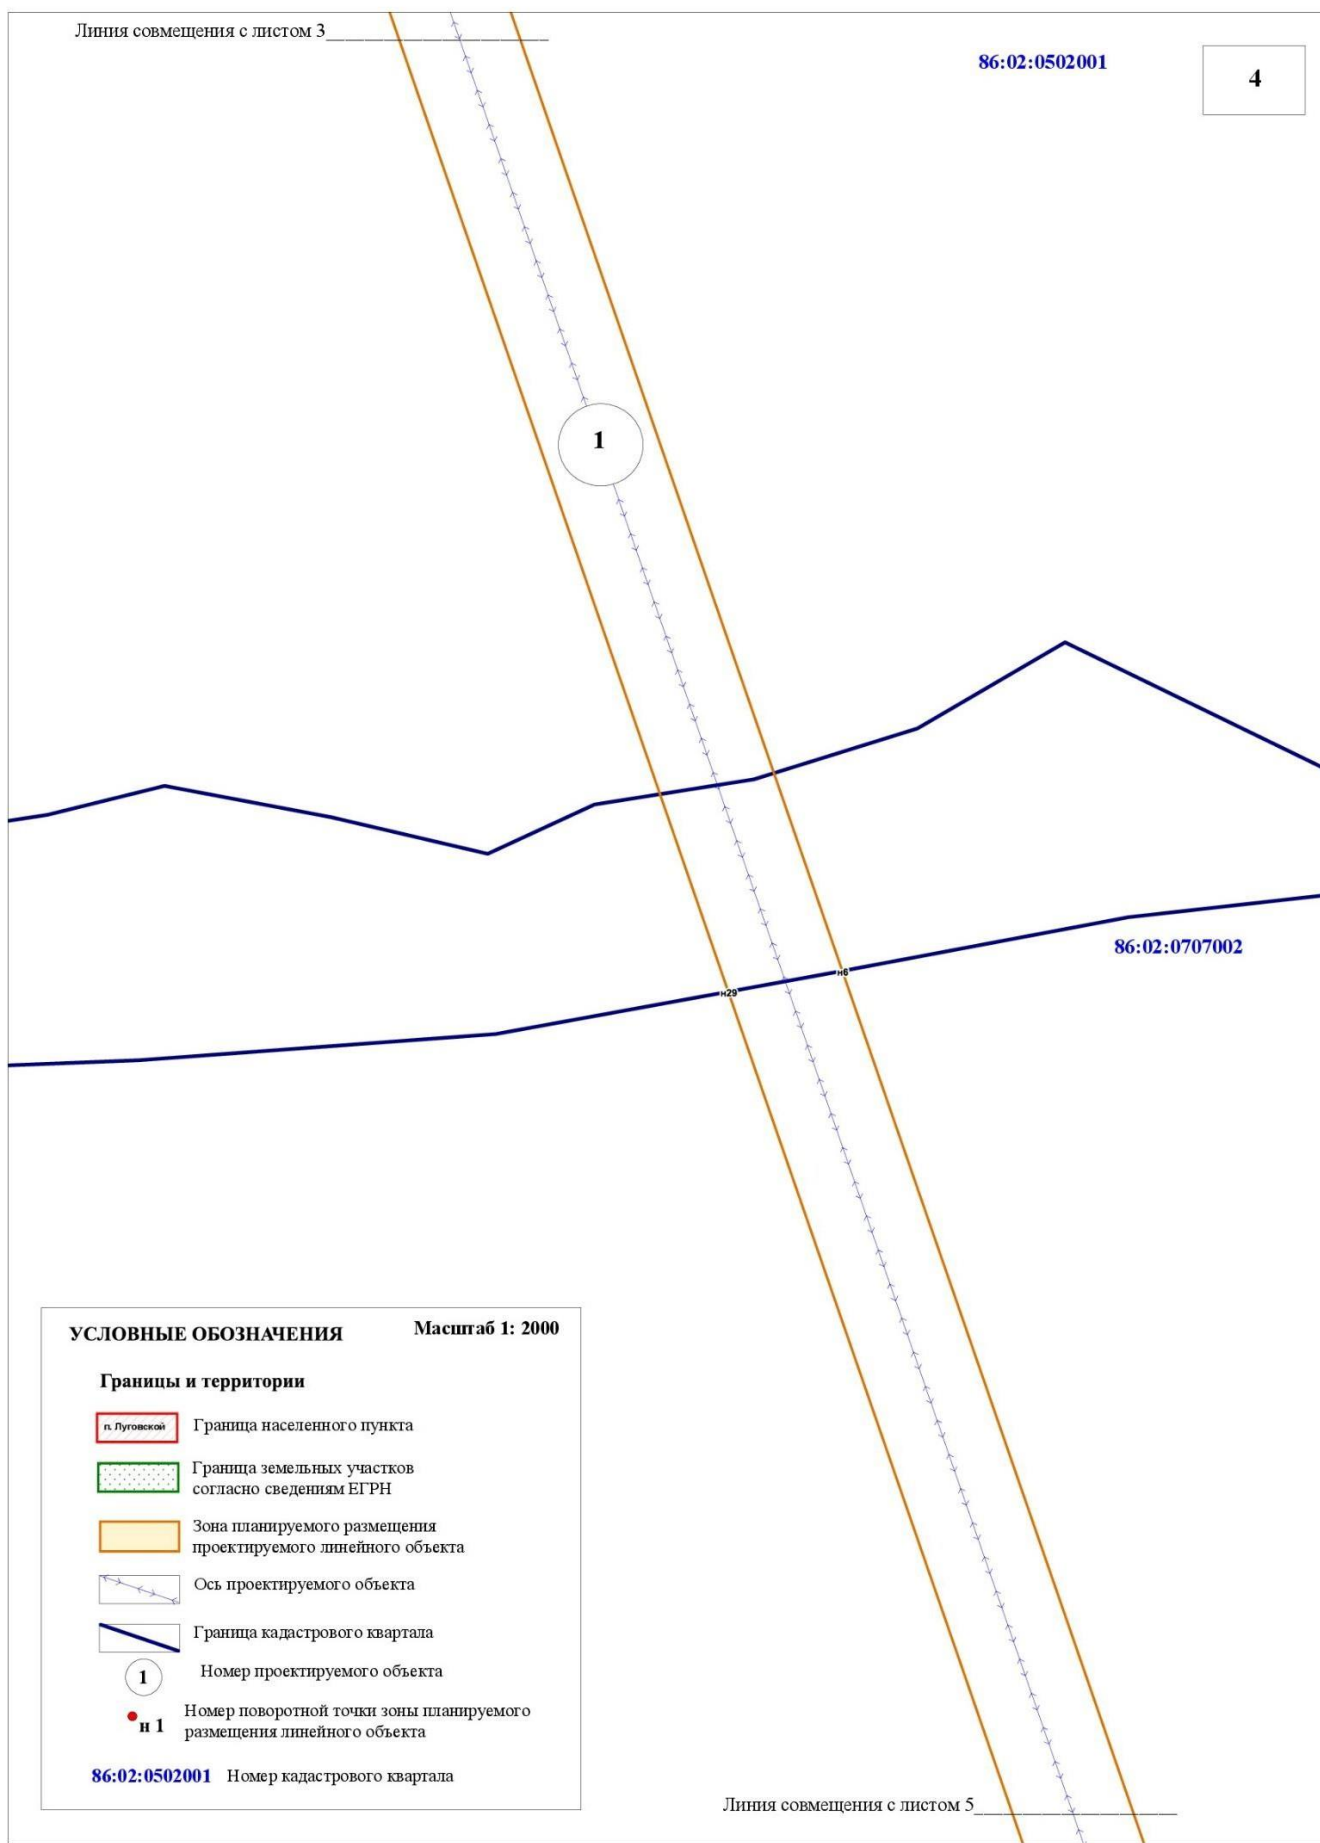 Линия совмещения с листом 3
86:02:0502001
4
1
86:02:0707002
н6
н29
УСЛОВНЫЕ ОБОЗНАЧЕНИЯ
Масштаб 1: 2000
Границы и территории
п. Луговской
Граница населенного пункта
Граница земельных участков
согласно сведениям ЕГРН
Зона планируемого размещения
проектируемого линейного объекта
Ось проектируемого объекта
Граница кадастрового квартала
1
Номер проектируемого объекта
н 1
Номер поворотной точки зоны планируемого
размещения линейного объекта
86:02:0502001 Номер кадастрового квартала
Линия совмещения с листом 5